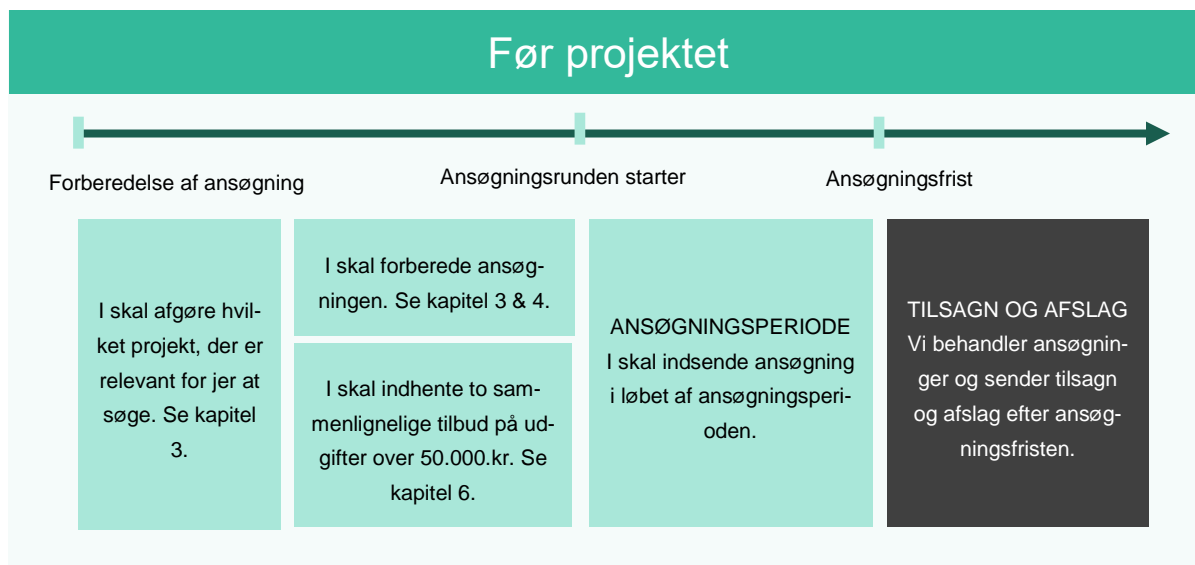 Før projektet
Forberedelse af ansøgning
Ansøgningsrunden starter
Ansøgningsfrist
I skal afgøre hvil-
ket projekt, der er
relevant for jer at
søge. Se kapitel
3.
I skal forberede ansøg-
ningen. Se kapitel 3 & 4.
I skal indhente to sam-
menlignelige tilbud på ud-
gifter over 50.000.kr. Se
kapitel 6.
ANSØGNINGSPERIODE
I skal indsende ansøgning
i løbet af ansøgningsperi-
oden.
TILSAGN OG AFSLAG
Vi behandler ansøgnin-
ger og sender tilsagn
og afslag efter ansøg-
ningsfristen.